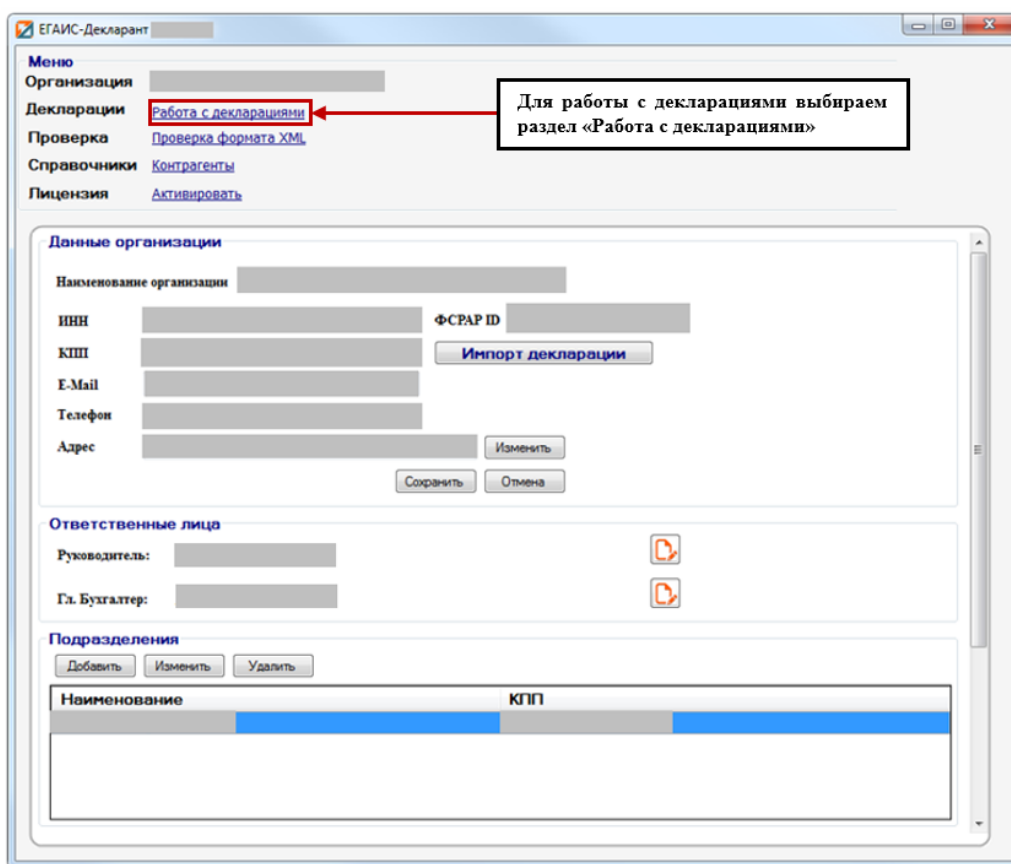 ЕГАИС-Декларант
Меню
Организация
Декларации Работа с декларациями
Для работы с декларациями выбираем
раздел «Работа с декларациями»
Проверка Проверка формата XML
Справочники Контрагенты
Лицензия Активировать
Данные организации
Наименование организации
ИНН ФСРАР ID
КПП Импорт декларации
E-Mail
Телефон
Адрес Изменить
Сохранить Отмена
Ответственные лица
Руководитель:
Гл. Бухгалтер:
Подразделения
Добавить Изменить Удалить
Наименование КПП